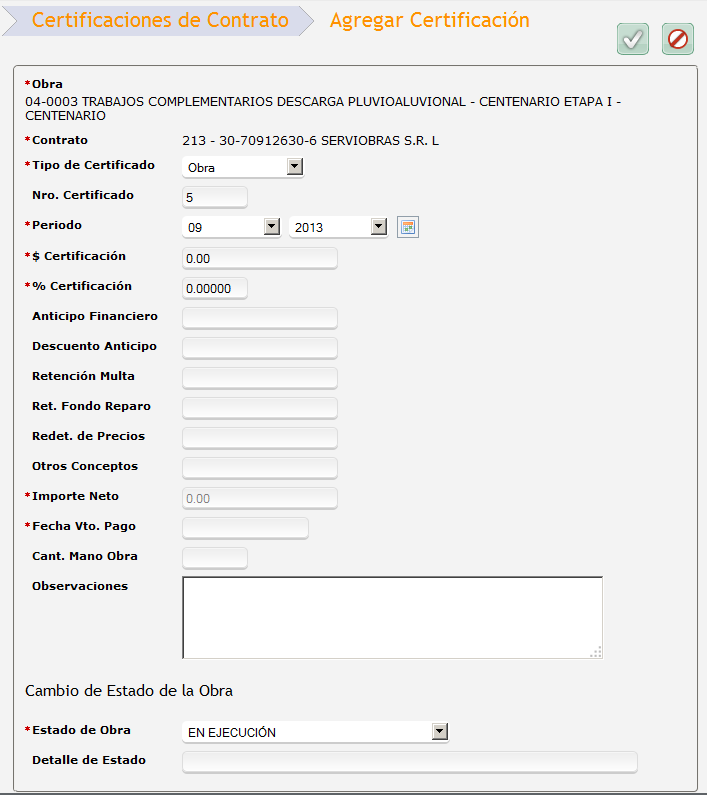 Certificaciones de Contrato Agregar Certificación
*Obra
04-0003 TRABAJOS COMPLEMENTARIOS DESCARGA PLUVIOALUVIONAL - CENTENARIO ETAPA I -
CENTENARIO
*Contrato 213 - 30-70912630-6 SERVIOBRAS S.R. L
*Tipo de Certificado Obra
Nro. Certificado 5
*Periodo 09 2013
*$ Certificación 0.00
*% Certificación 0.00000
Anticipo Financiero
Descuento Anticipo
Retención Multa
Ret. Fondo Reparo
Redet. de Precios
Otros Conceptos
*Importe Neto 0.00
*Fecha Vto. Pago
Cant. Mano Obra
Observaciones
Cambio de Estado de la Obra
*Estado de Obra EN EJECUCIÓN
Detalle de Estado